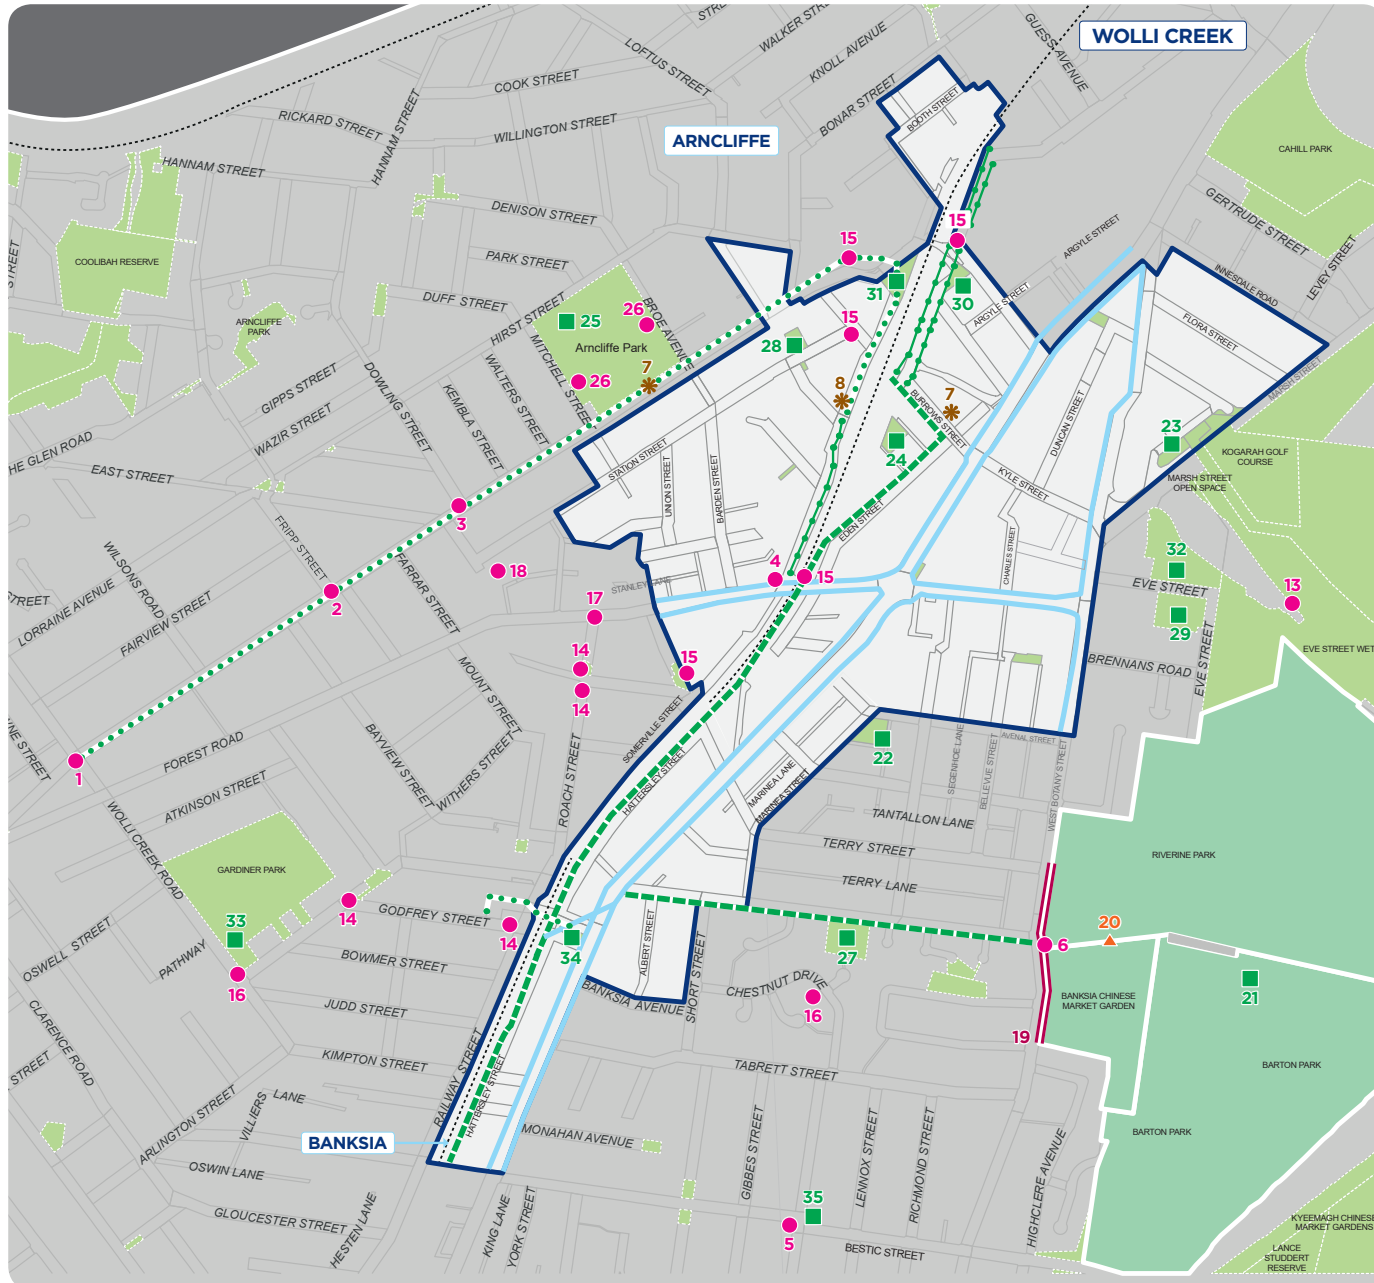 WOLLI CREEK
ARNCLIFFE
BANKSIA
WALKER
KNOLL AVENUE
GUESS AVENUE
LOFTUS STREET
COOK STREET
BONAR STREET
BOOTH STREET
RICKARD STREET
HANNAM STREET
WILLINGTON STREET
HANNAM STREET
CAHILL PARK
GERTRUDE STREET
DENISON STREET
ARGYLE STREET
COOLIBAH RESERVE
STREET
PARK STREET
LEVEY STREET
INNESDALE ROAD
DUFF STREET
HIRST STREET
BROE AVENUE
ARGYLE STREET
FLORA STREET
ARNCLIFFE
PARK
Arncliffe Park
MITCHELL STREET
WALTERS STREET
KEMBLA STREET
DOWLING STREET
GIPPS STREET
WAZIR STREET
MARSH STREET
BURROWS STREET
DUNCAN STREET
KYLE STREET
KOGARAH GOLF
COURSE
MARSH STREET
OPEN SPACE
THE GLEN ROAD
EAST STREET
STATION STREET
UNION STREET
BARDEN STREET
EDEN STREET
CHARLES STREET
FRIPP STREET
WILSONS ROAD
FARRAR STREET
STANLEY LANE
EVE STREET
STREET
LORRAINE AVENUE
FAIRVIEW STREET
EVE STREET
BRENNANS ROAD
EVE STREET WET
MOUNT STREET
SOMERVILLE STREET
HATTERSLEY STREET
FOREST ROAD
BAYVIEW STREET
WITHERS STREET
ROACH STREET
ATKINSON STREET
WOLLI CREEK ROAD
MARINEA LANE
MARINEA STREET
SEGENHOE LANE
BELLEVUE STREET
AVENAL STREET
WEST BOTANY STREET
TANTALLON LANE
TERRY STREET
TERRY LANE
RIVERINE PARK
GARDINER PARK
GODFREY STREET
OSWELL STREET
PATHWAY
BOWMER STREET
ALBERT STREET
SHORT STREET
BANKSIA AVENUE
CHESTNUT DRIVE
BANKSIA CHINESE
MARKET GARDEN
JUDD STREET
CLARENCE ROAD
KIMPTON STREET
RAILWAY STREET
HATTERSLEY STREET
TABRETT STREET
BARTON PARK
STREET
VILLIERS
LANE
ARLINGTON STREET
MONAHAN AVENUE
GIBBES STREET
LENNOX STREET
RICHMOND STREET
HIGHCLERE AVENUE
BARTON PARK
OSWIN LANE
GLOUCESTER STREET
HESTEN LANE
KING LANE
YORK STREET
BESTIC STREET
KYEEMAGH CHINESE
MARKET GARDENS
LANCE
STUDDERT
RESERVE
15
15
31
30
15
25
26
28
26
7
8
7
24
23
3
18
4
15
32
13
2
17
29
14
15
14
22
1
14
14
33
34
27
6
20
16
16
21
19
35
5